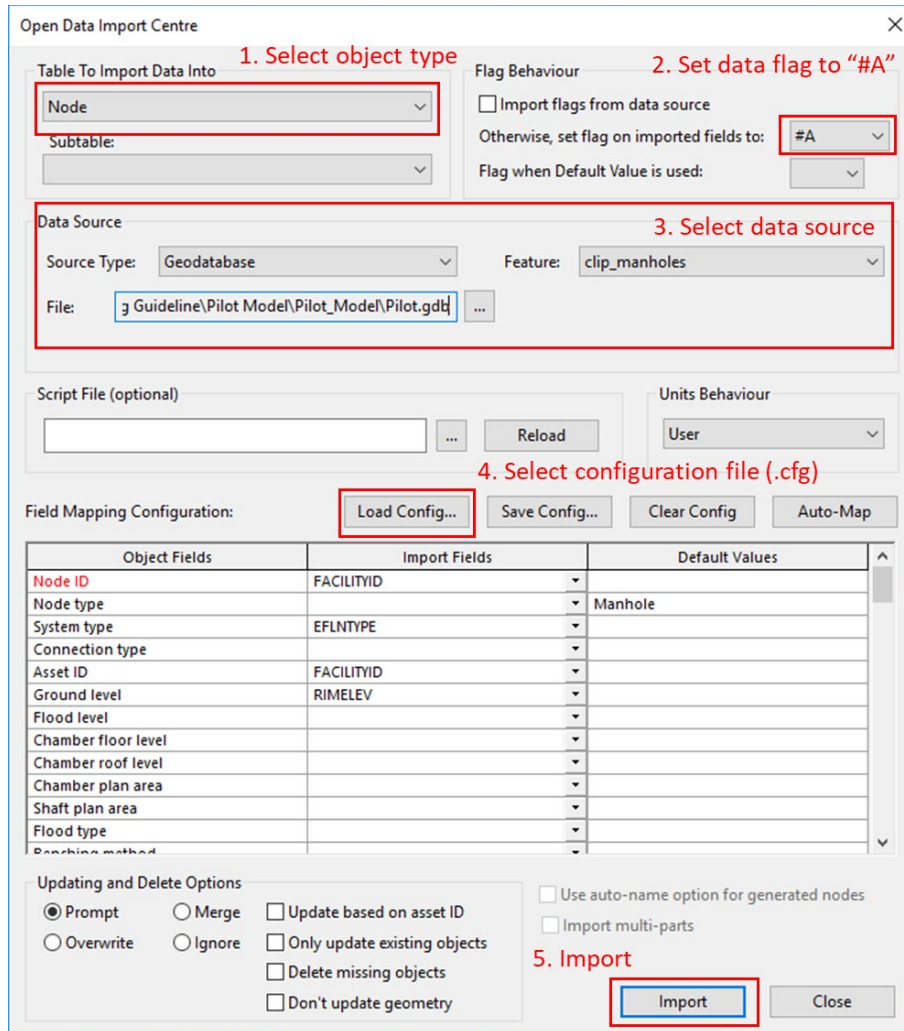 Open Data Import Centre
1. Select object type
Table To Import Data Into
Node
Subtable:
Flag Behaviour
2. Set data flag to “#A”
Import flags from data source
Otherwise, set flag on imported fields to: #A
Flag when Default Value is used:
Data Source
3. Select data source
Source Type: Geodatabase Feature: clip_manholes
File: g Guideline\Pilot Model\Pilot_Model\Pilot.gdb ...
Script File (optional)
... Reload
Units Behaviour
User
4. Select configuration file (.cfg)
Field Mapping Configuration: Load Config... Save Config... Clear Config Auto-Map
Object Fields Import Fields Default Values
Node ID FACILITYID
Node type Manhole
System type EFLNTYPE
Connection type
Asset ID FACILITYID
Ground level RIMELEV
Flood level
Chamber floor level
Chamber roof level
Chamber plan area
Shaft plan area
Flood type
Benching method
Updating and Delete Options
Prompt Merge Update based on asset ID
Overwrite Ignore Only update existing objects
Delete missing objects
Don't update geometry
Use auto-name option for generated nodes
Import multi-parts
5. Import
Import Close